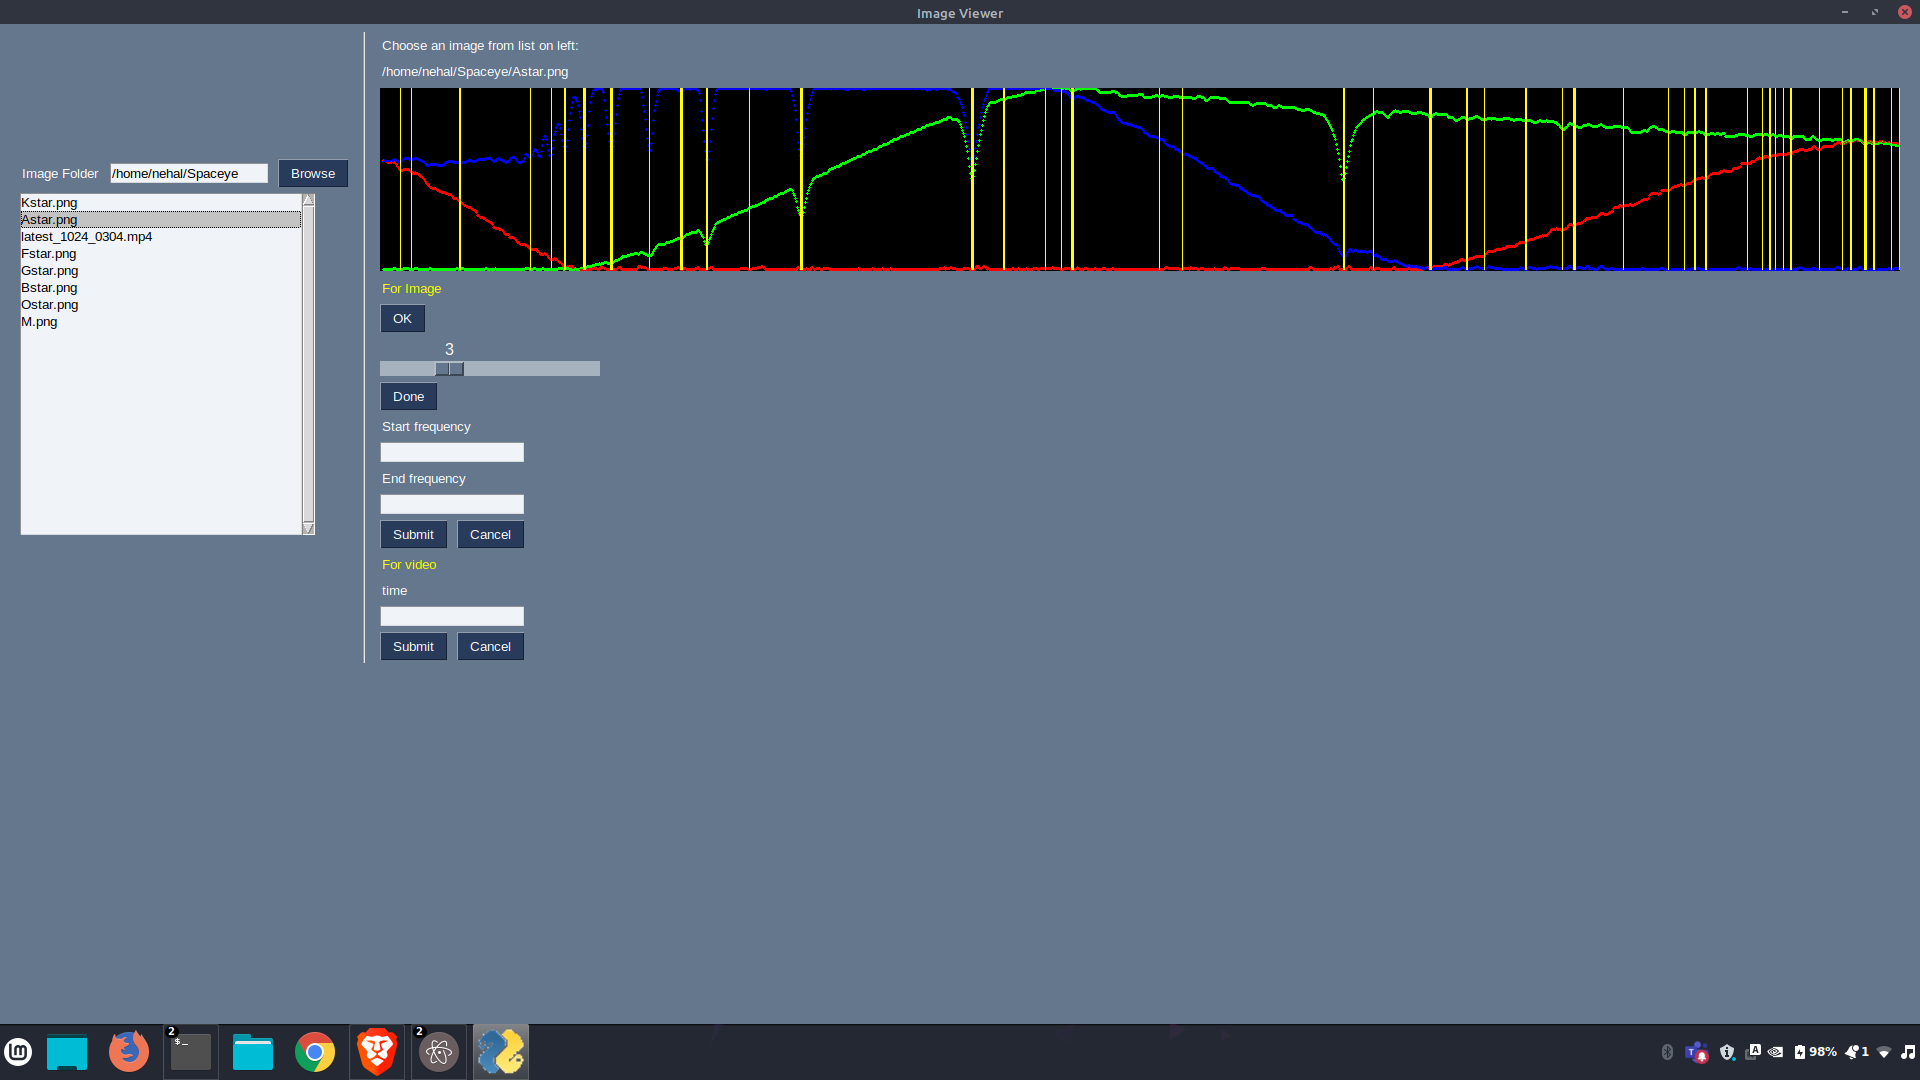 Image Viewer
Choose an image from list on left:
/home/nehal/Spaceye/Astar.png
Image Folder /home/nehal/Spaceye Browse
Kstar.png
Astar.png
latest_1024_0304.mp4
Fstar.png
Gstar.png
Bstar.png
Ostar.png
M.png
For Image
OK
3
Done
Start frequency
End frequency
Submit Cancel
For video
time
Submit Cancel
2 $_ 2 T A 98% 1